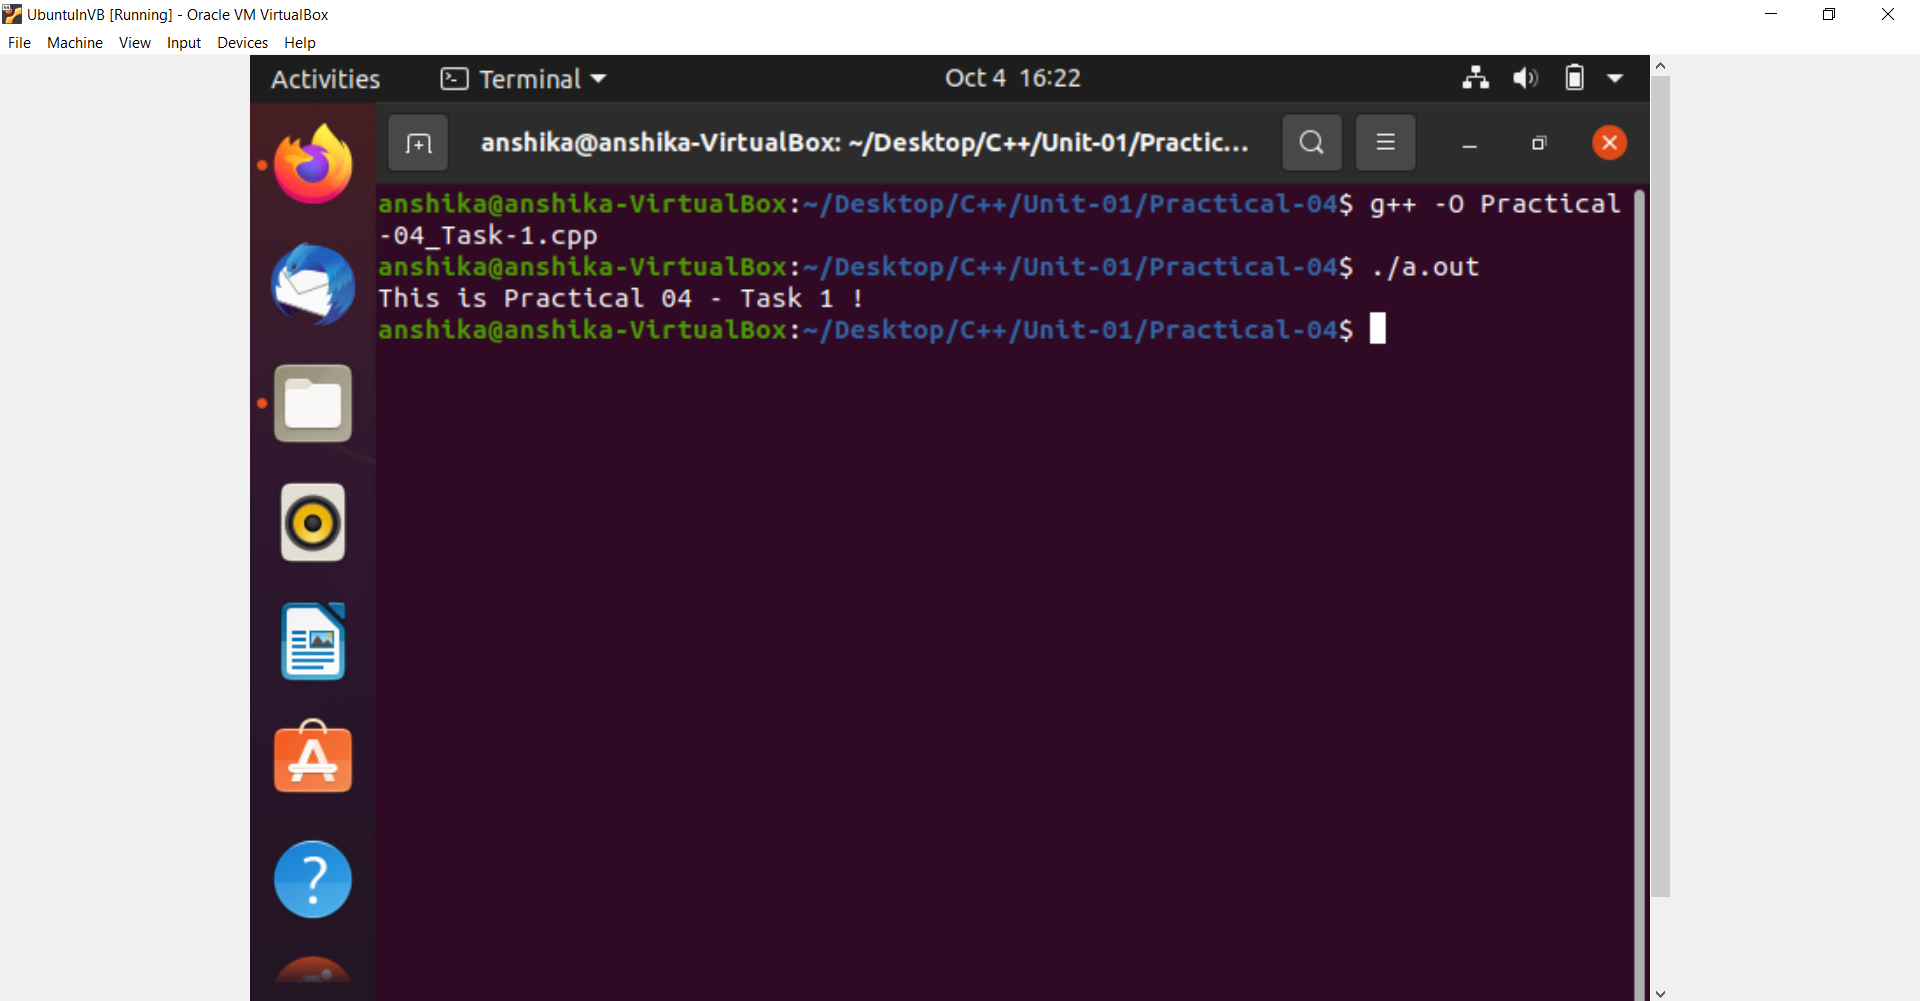 UbuntuInVB [Running] - Oracle VM VirtualBox
File Machine View Input Devices Help
Activities Terminal Oct 4 16:22
anshika@anshika-VirtualBox: ~/Desktop/C++/Unit-01/Practic...
anshika@anshika-VirtualBox:~/Desktop/C++/Unit-01/Practical-04$ g++ -O Practical
-04_Task-1.cpp
anshika@anshika-VirtualBox:~/Desktop/C++/Unit-01/Practical-04$ ./a.out
This is Practical 04 - Task 1 !
anshika@anshika-VirtualBox:~/Desktop/C++/Unit-01/Practical-04$